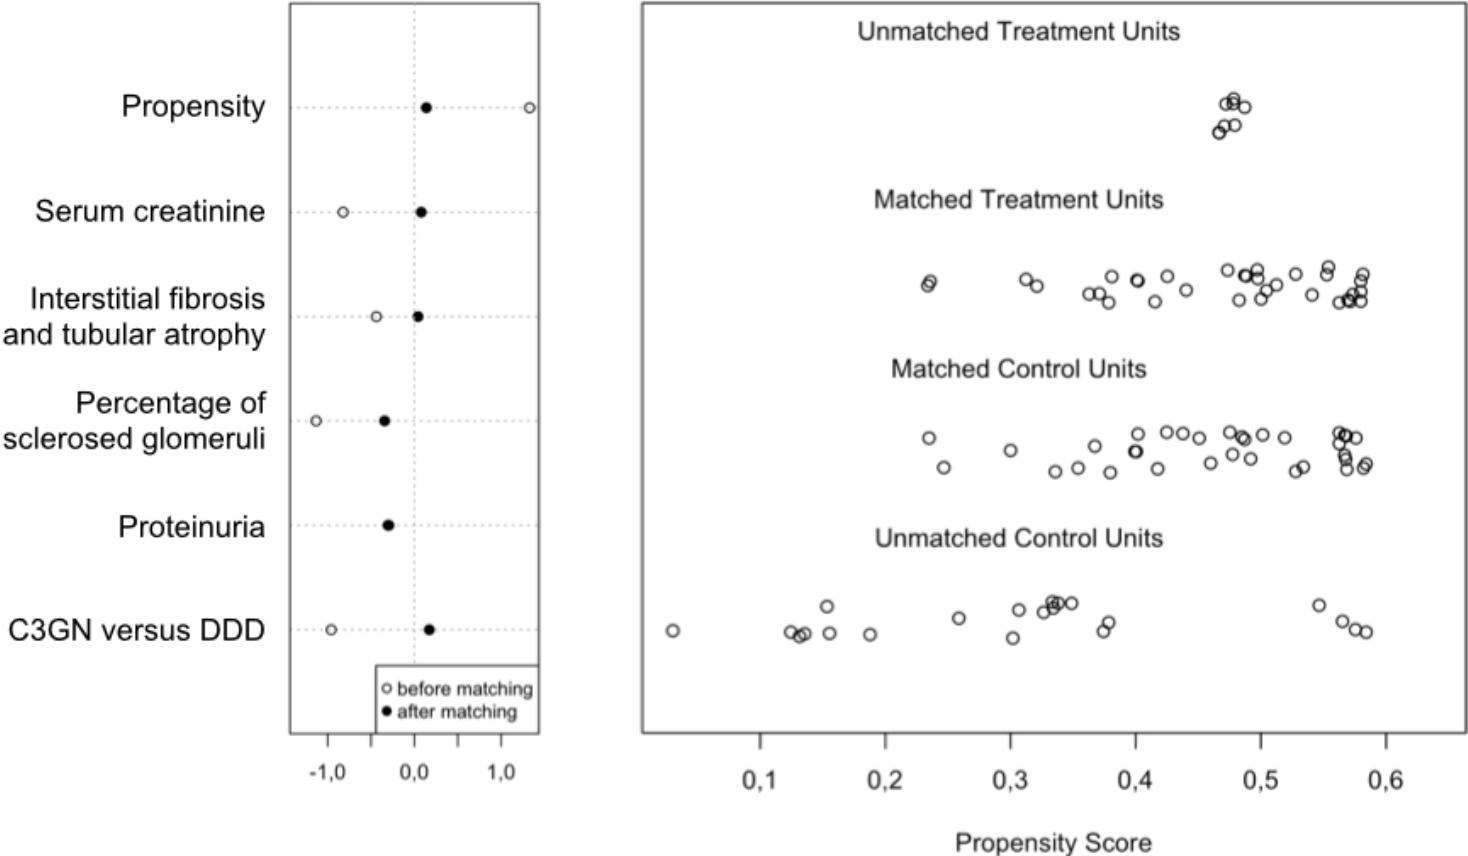 Propensity
Serum creatinine
Interstitial fibrosis
and tubular atrophy
Percentage of
sclerosed glomeruli
Proteinuria
C3GN versus DDD
before matching
after matching
-1,0 0,0 1,0
Unmatched Treatment Units
Matched Treatment Units
Matched Control Units
Unmatched Control Units
0,1 0,2 0,3 0,4 0,5 0,6
Propensity Score